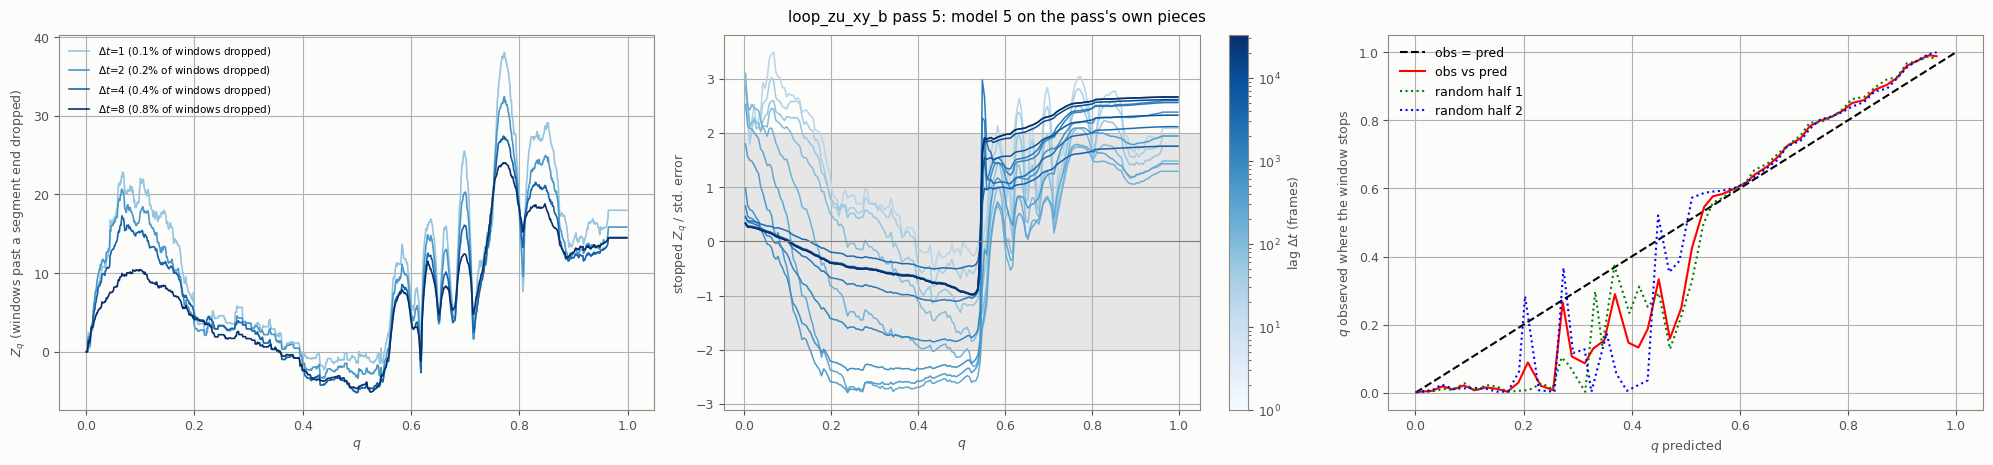 loop_zu_xy_b pass 5: model 5 on the pass's own pieces
Z_q (windows past a segment end dropped)
40
30
20
10
0
Δt=1 (0.1% of windows dropped)
Δt=2 (0.2% of windows dropped)
Δt=4 (0.4% of windows dropped)
Δt=8 (0.8% of windows dropped)
0.0 0.2 0.4 0.6 0.8 1.0
q
stopped Z_q / std. error
3
2
1
0
−1
−2
−3
0.0 0.2 0.4 0.6 0.8 1.0
q
10^4
10^3
10^2
10^1
10^0
lag Δt (frames)
q observed where the window stops
1.0
0.8
0.6
0.4
0.2
0.0
obs = pred
obs vs pred
random half 1
random half 2
0.0 0.2 0.4 0.6 0.8 1.0
q predicted